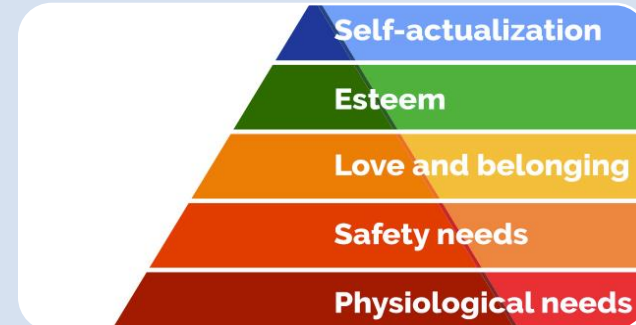 Self-actualization
Esteem
Love and belonging
Safety needs
Physiological needs